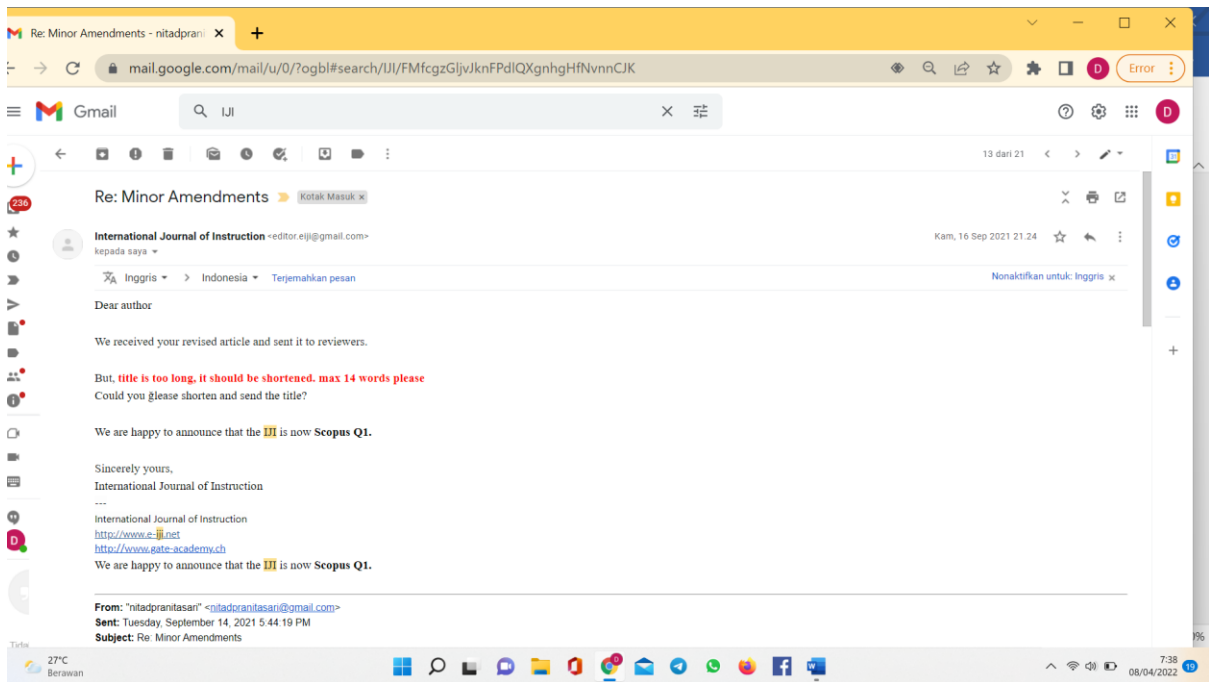 Re: Minor Amendments - nitadprani
mail.google.com/mail/u/0/?ogbl#search/IJI/FMfcgzGljvJknFPdlQXgnhgHfNvnnCJK
D
Error
Gmail
IJI
D
13 dari 21
236
Re: Minor Amendments
Kotak Masuk x
International Journal of Instruction <editor.eiji@gmail.com>
Kam, 16 Sep 2021 21.24
kepada saya
Inggris > Indonesia Terjemahkan pesan
Nonaktifkan untuk: Inggris x
Dear author
We received your revised article and sent it to reviewers.
But, title is too long, it should be shortened. max 14 words please
Could you ğlease shorten and send the title?
We are happy to announce that the IJI is now Scopus Q1.
Sincerely yours,
International Journal of Instruction
---
International Journal of Instruction
http://www.e-iji.net
http://www.gate-academy.ch
We are happy to announce that the IJI is now Scopus Q1.
D
From: "nitadpranitasari" <nitadpranitasari@gmail.com>
Sent: Tuesday, September 14, 2021 5:44:19 PM
Subject: Re: Minor Amendments
27°C
Berawan
7:38
08/04/2022
19